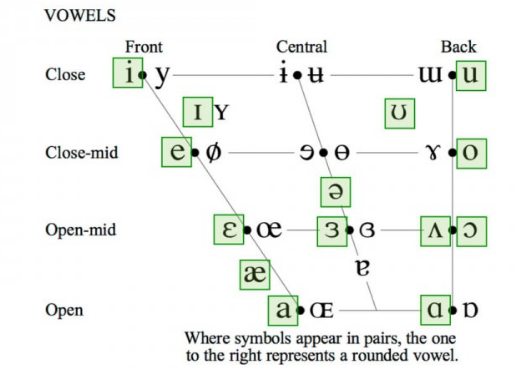 VOWELS
Front Central Back
Close i y ɨ ʉ ɯ u
ɪ ʏ ʊ
Close-mid e ø ɘ ɵ ɤ o
ə
Open-mid ɛ œ ɜ ɞ ʌ ɔ
æ ɐ
Open a ɶ ɑ ɒ
Where symbols appear in pairs, the one
to the right represents a rounded vowel.